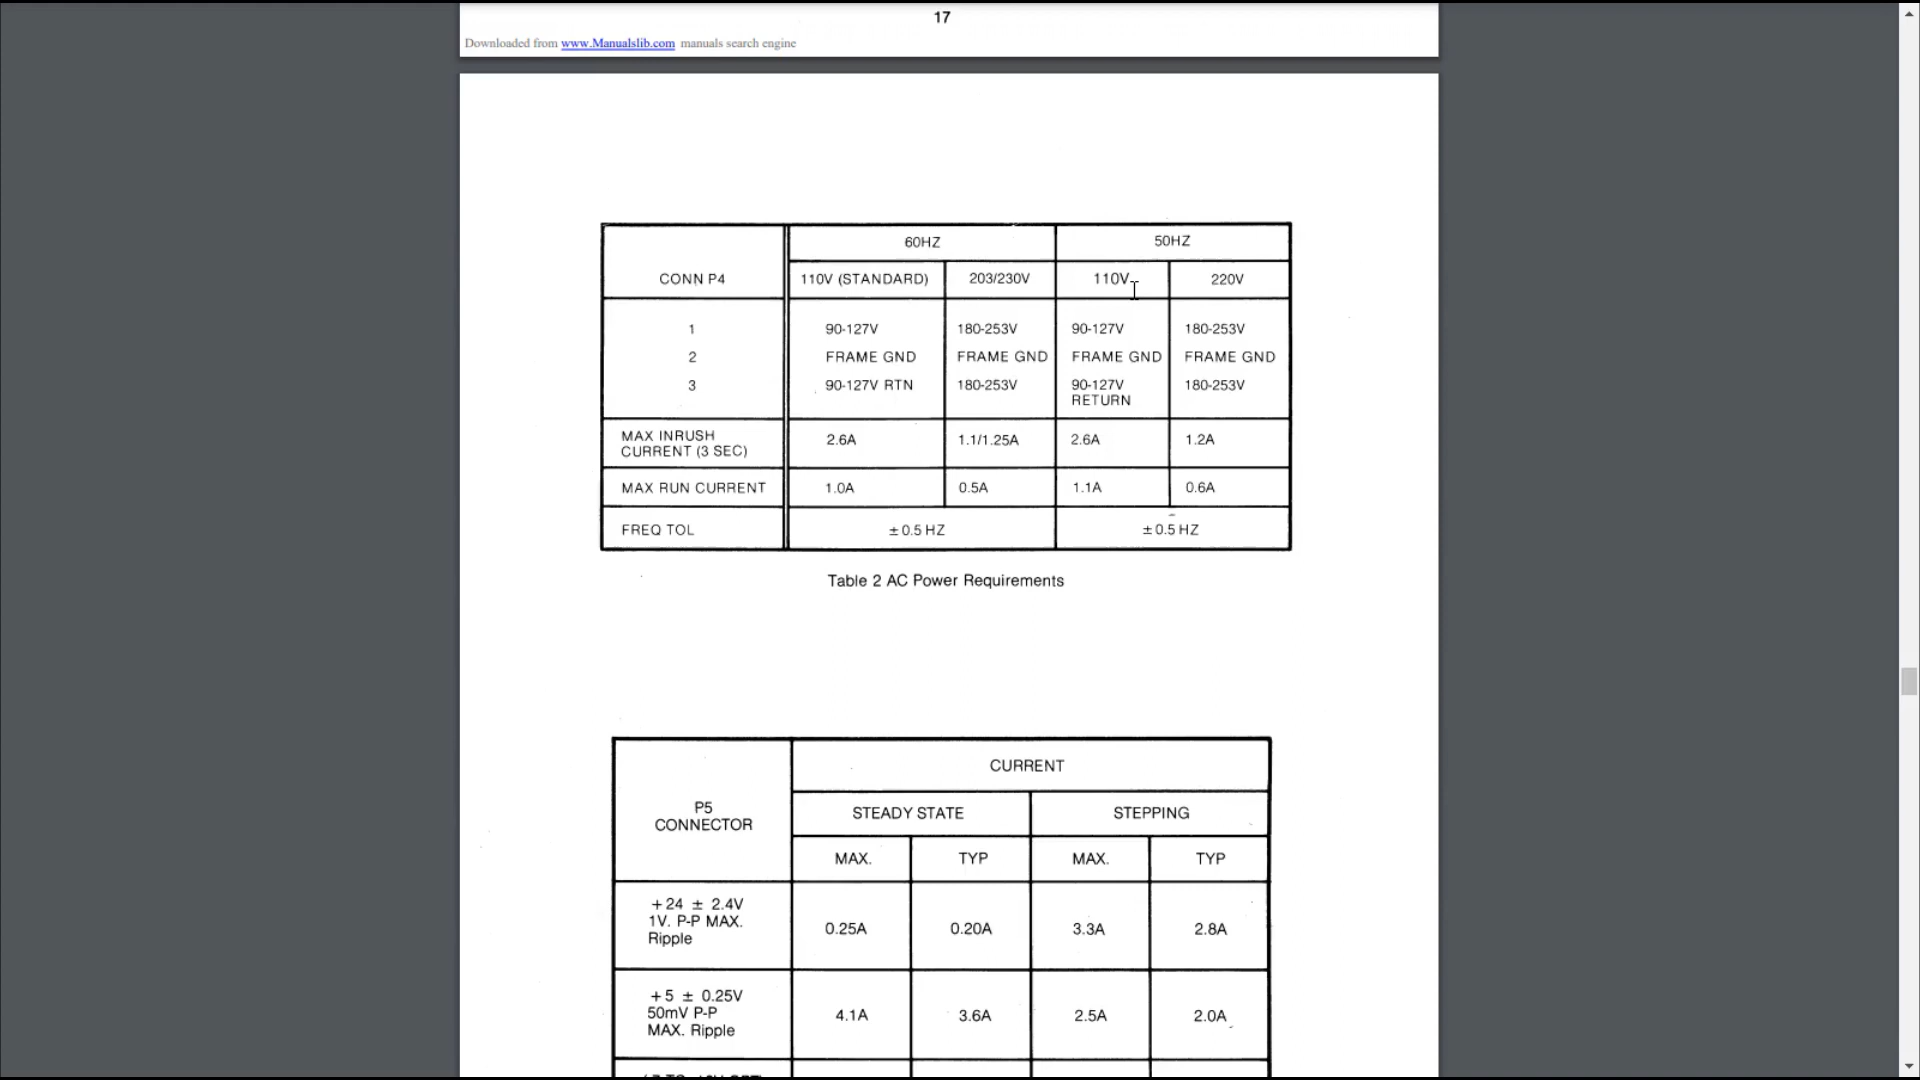 17
Downloaded from www.Manualslib.com manuals search engine
60HZ 50HZ
CONN P4 110V (STANDARD) 203/230V 110V 220V
1 90-127V 180-253V 90-127V 180-253V
2 FRAME GND FRAME GND FRAME GND FRAME GND
3 90-127V RTN 180-253V 90-127V 180-253V
RETURN
MAX INRUSH
CURRENT (3 SEC) 2.6A 1.1/1.25A 2.6A 1.2A
MAX RUN CURRENT 1.0A 0.5A 1.1A 0.6A
FREQ TOL ± 0.5 HZ ± 0.5 HZ
Table 2 AC Power Requirements
CURRENT
P5
CONNECTOR
STEADY STATE STEPPING
MAX. TYP MAX. TYP
+24 ± 2.4V
1V. P-P MAX.
Ripple
0.25A 0.20A 3.3A 2.8A
+5 ± 0.25V
50mV P-P
MAX. Ripple
4.1A 3.6A 2.5A 2.0A